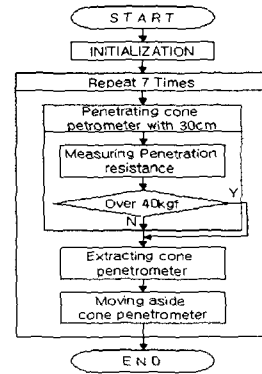 START
INITIALIZATION
Repeat 7 Times
Penetrating cone
petrometer with 30cm
Measuring Penetration
resistance
Over 40kgf
Y
N
Extracting cone
penetrometer
Moving aside
cone penetrometer
END